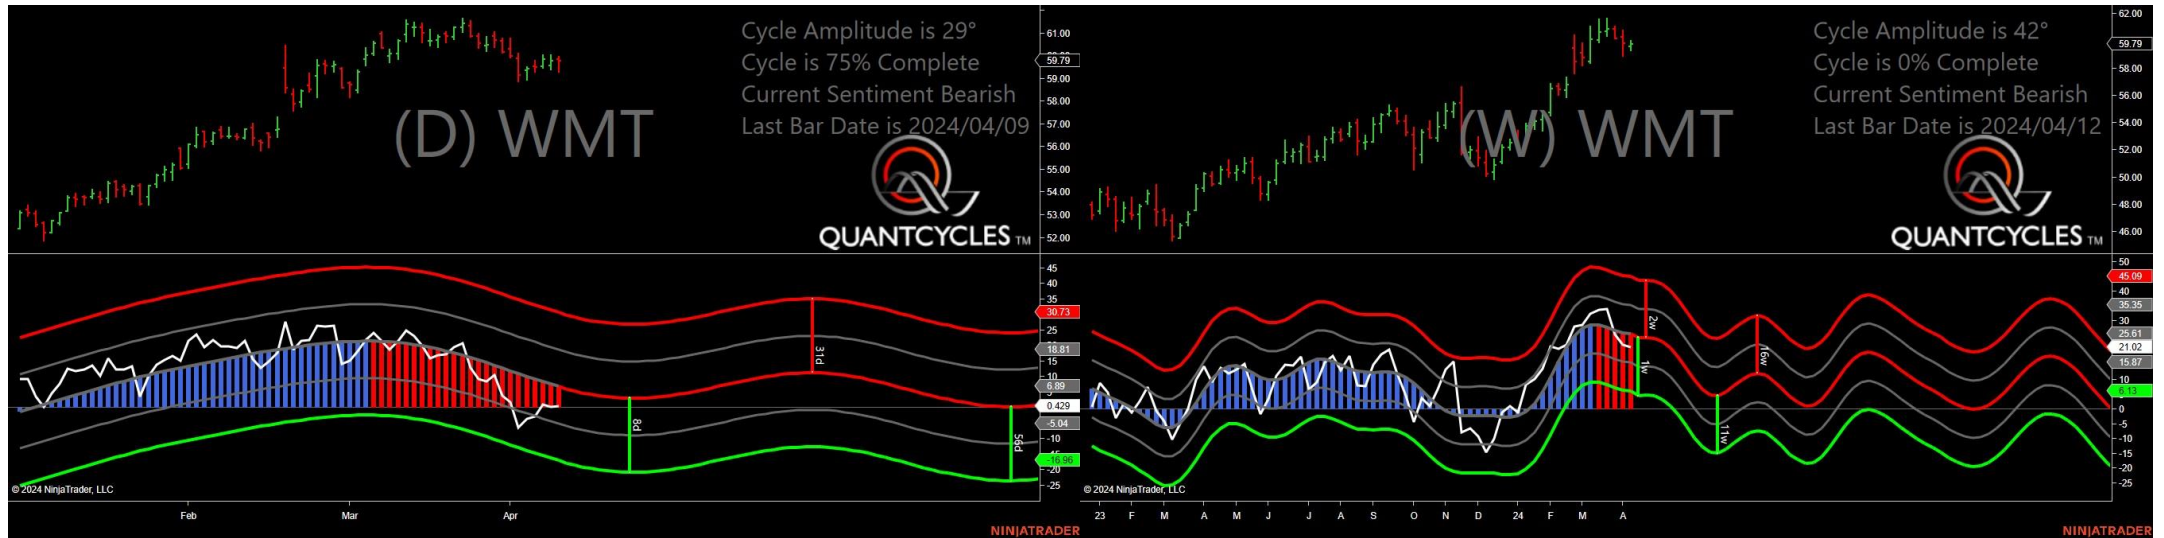 Cycle Amplitude is 29°
Cycle is 75% Complete
Current Sentiment Bearish
Last Bar Date is 2024/04/09
(D) WMT
QUANTCYCLES TM
61.00
59.79
59.00
58.00
57.00
56.00
55.00
54.00
53.00
52.00
45
40
35
30.73
25
18.81
10
6.89
0.429
-5.04
-10
-16.96
-20
-25
31d
8d
56d
© 2024 NinjaTrader, LLC
Feb
Mar
Apr
NINJATRADER
Cycle Amplitude is 42°
Cycle is 0% Complete
Current Sentiment Bearish
Last Bar Date is 2024/04/12
(W) WMT
QUANTCYCLES TM
62.00
59.79
58.00
56.00
54.00
52.00
50.00
48.00
46.00
50
45.09
40
35.35
30
25.61
21.02
15.87
10
6.13
0
-5
-10
-15
-20
-25
2w
1w
16w
11w
© 2024 NinjaTrader, LLC
23 F M A M J J A S O N D 24 F M A
NINJATRADER